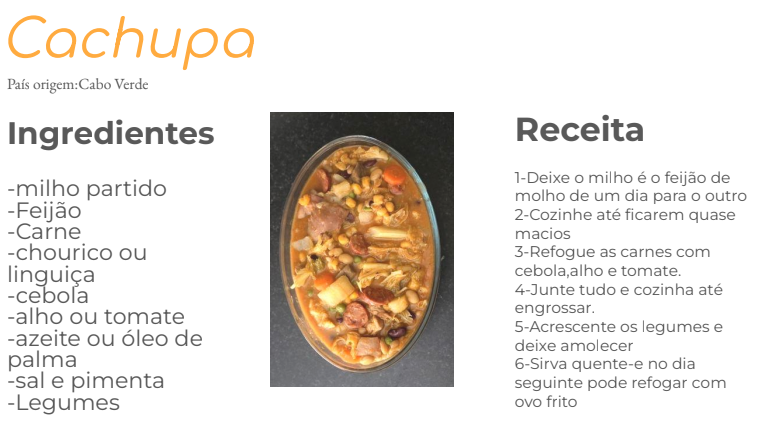 Cachupa
País origem:Cabo Verde
Ingredientes
-milho partido
-Feijão
-Carne
-chourico ou
linguiça
-cebola
-alho ou tomate
-azeite ou óleo de
palma
-sal e pimenta
-Legumes
Receita
1-Deixe o milho é o feijão de
molho de um dia para o outro
2-Cozinhe até ficarem quase
macios
3-Refogue as carnes com
cebola,alho e tomate.
4-Junte tudo e cozinha até
engrossar.
5-Acrescente os legumes e
deixe amolecer
6-Sirva quente-e no dia
seguinte pode refogar com
ovo frito